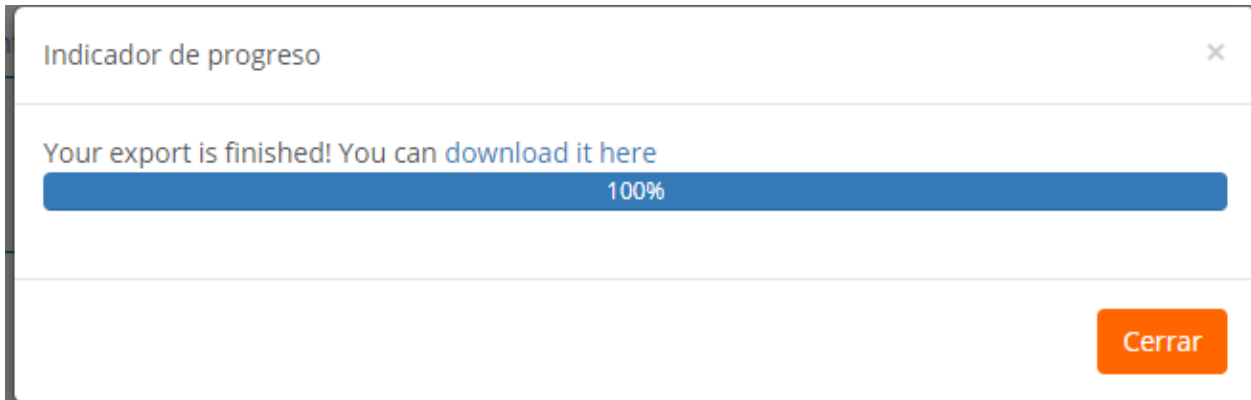 Indicador de progreso
×
Your export is finished! You can download it here
100%
Cerrar